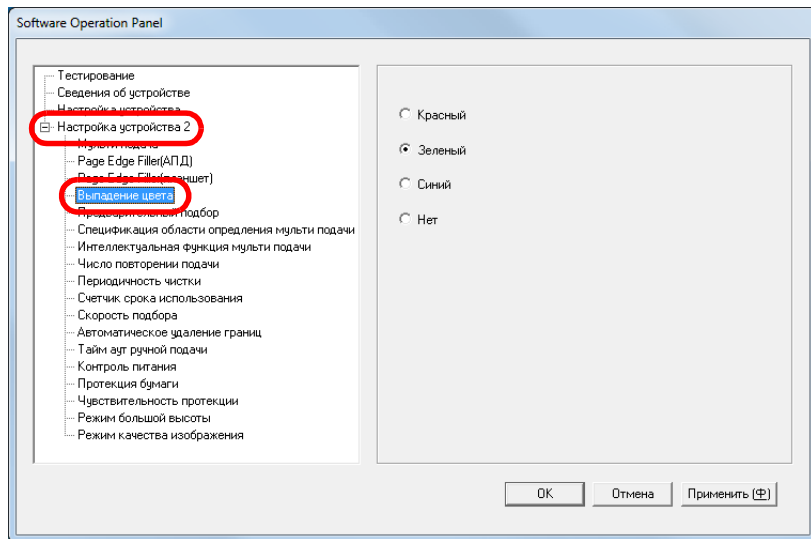 Software Operation Panel
Тестирование
Сведения об устройстве
Настройка устройства
Настройка устройства 2
Мульти подача
Page Edge Filler(АПД)
Page Edge Filler(планшет)
Выпадение цвета
Предварительный подбор
Спецификация области опредления мульти подачи
Интеллектуальная функция мульти подачи
Число повторении подачи
Периодичность чистки
Счетчик срока использования
Скорость подбора
Автоматическое удаление границ
Тайм аут ручной подачи
Контроль питания
Протекция бумаги
Чувствительность протекции
Режим большой высоты
Режим качества изображения
Красный
Зеленый
Синий
Нет
OK Отмена Применить (Ф)